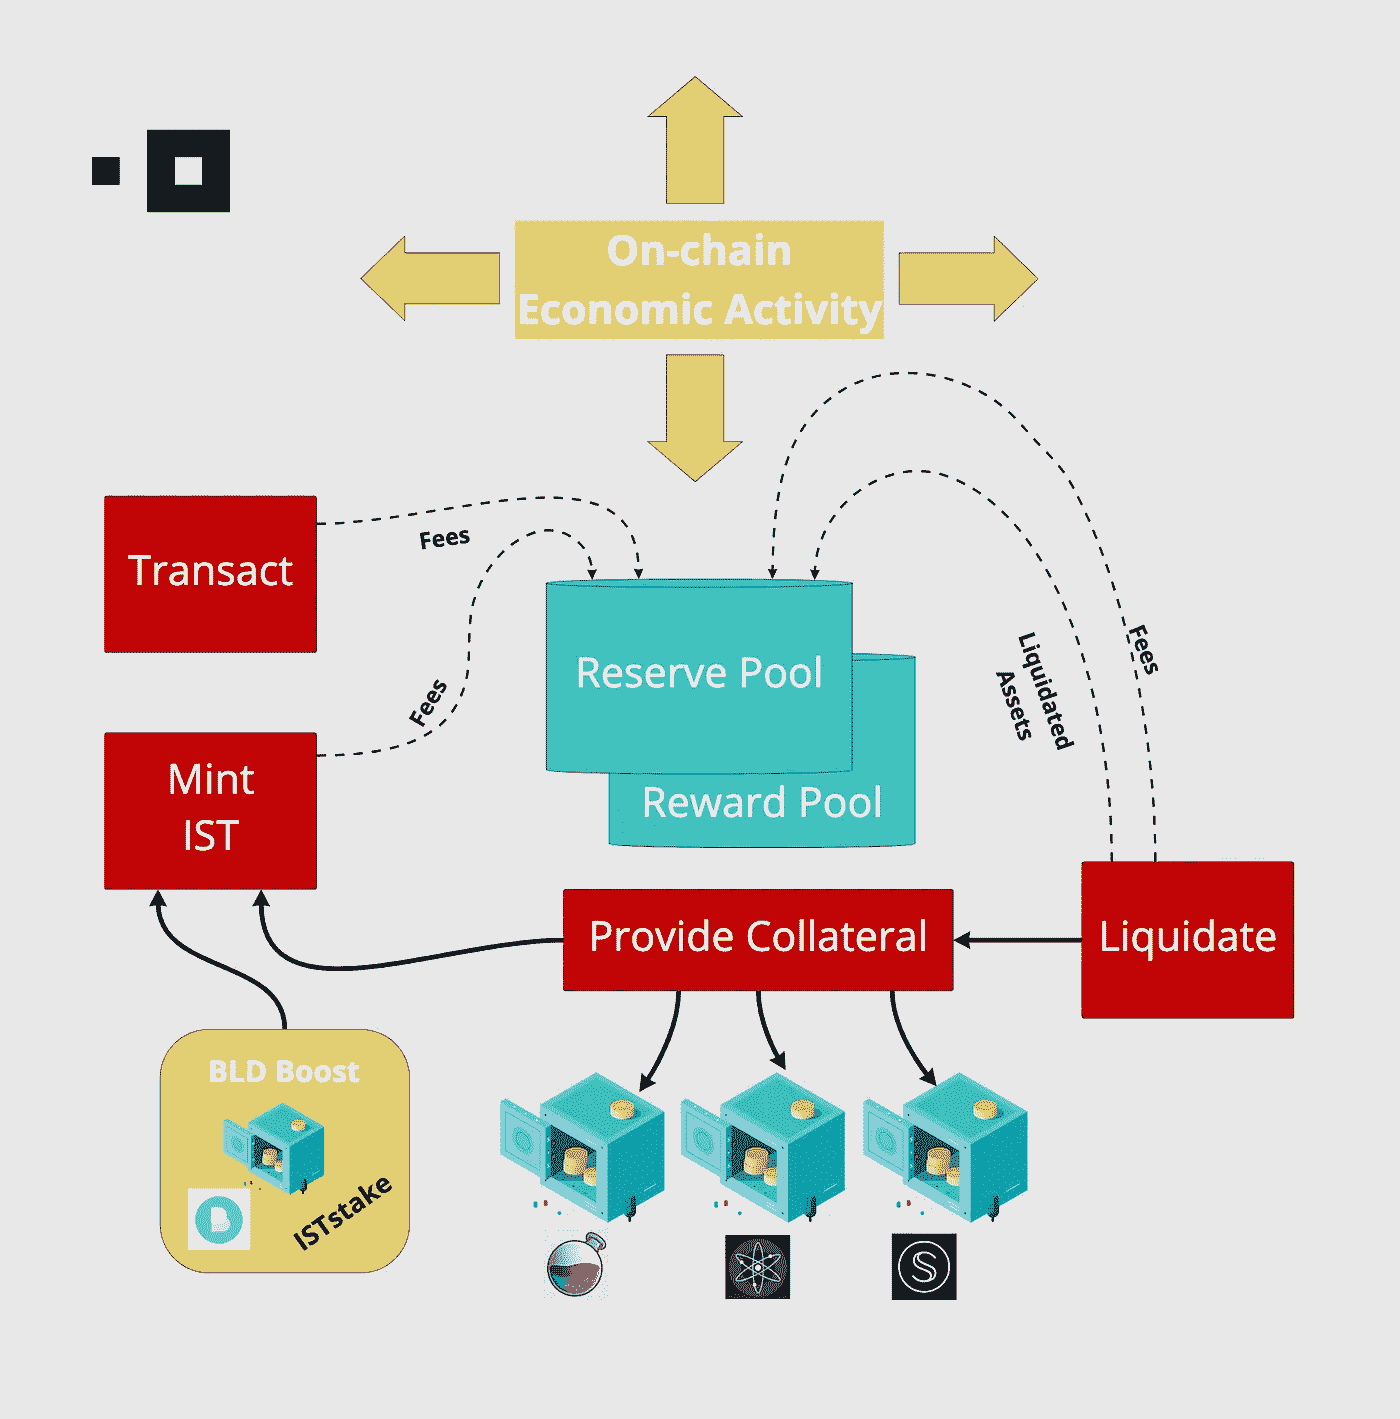 On-chain
Economic Activity
Transact
Fees
Fees
Mint
IST
Reserve Pool
Reward Pool
Liquidated
Assets
Fees
Provide Collateral
Liquidate
BLD Boost
B
ISTstake
S